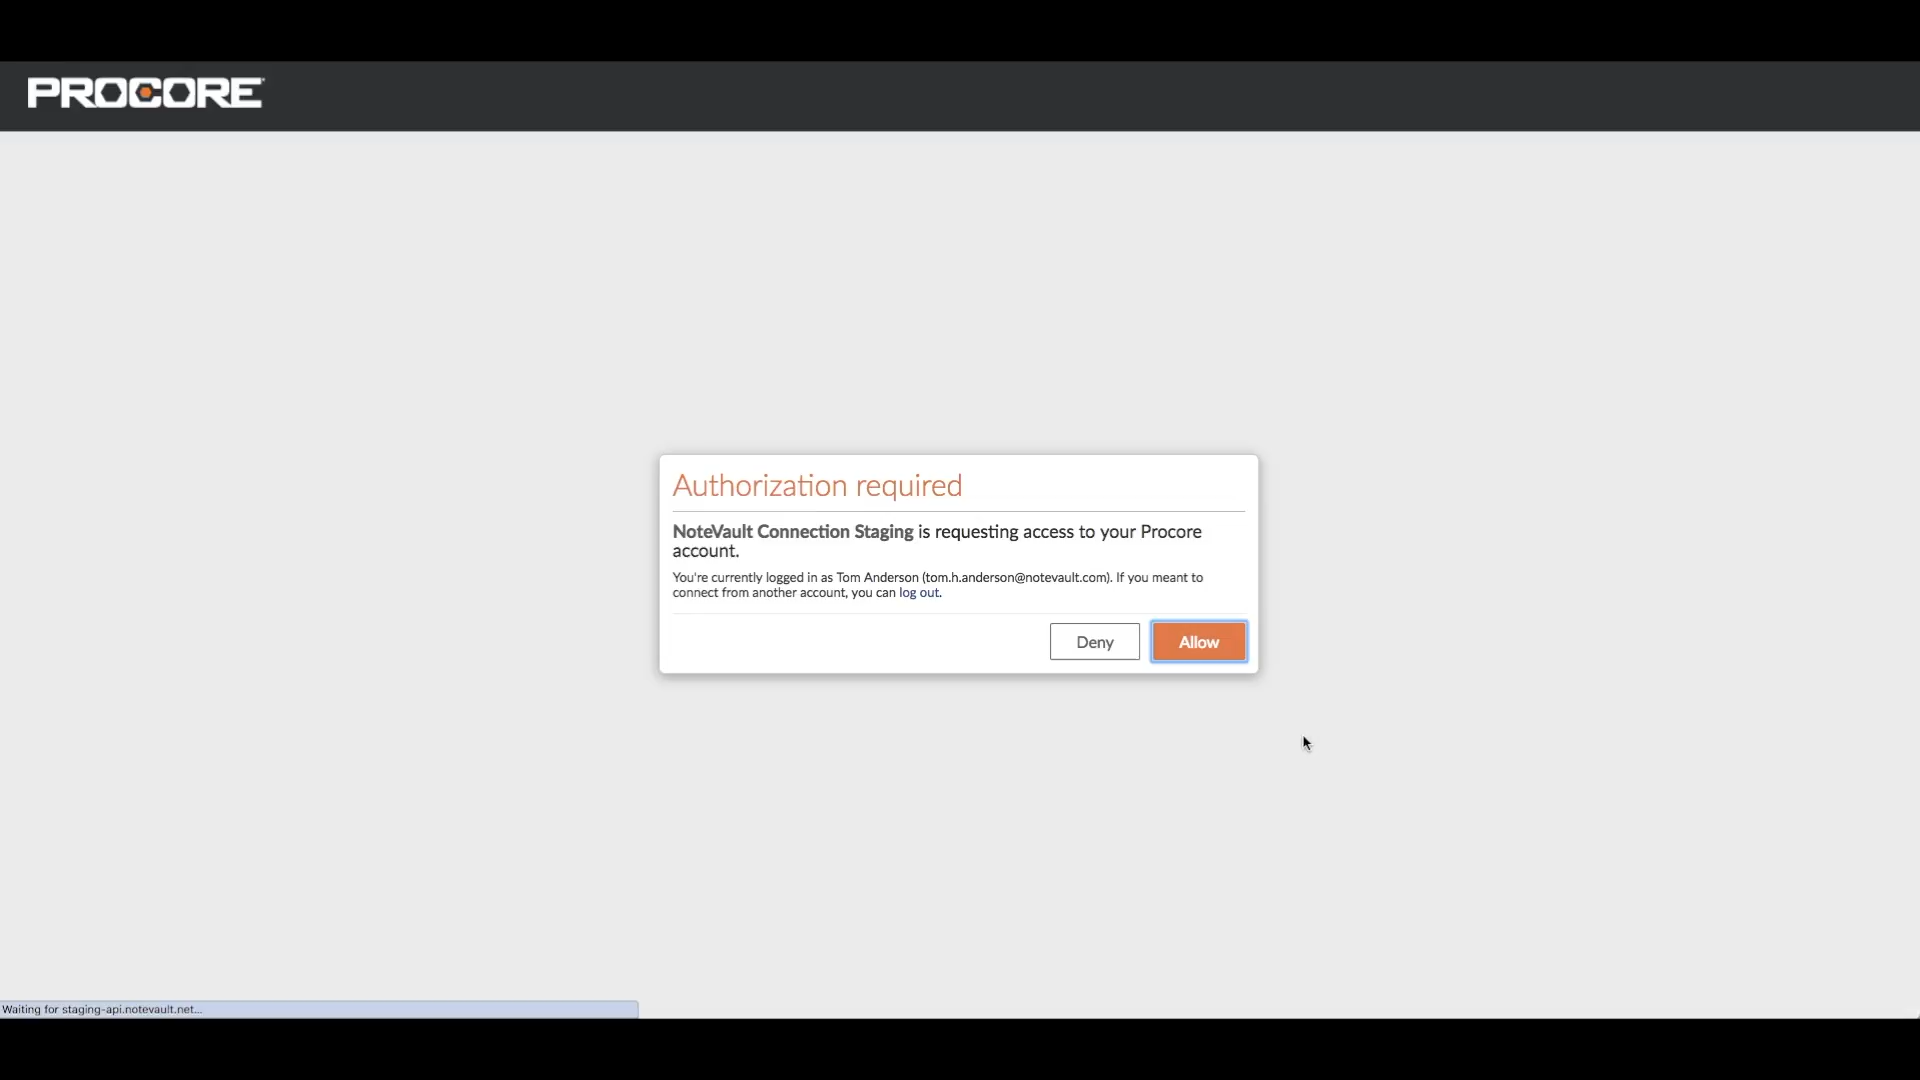 PROCORE
Authorization required
NoteVault Connection Staging is requesting access to your Procore
account.
You're currently logged in as Tom Anderson (tom.h.anderson@notevault.com). If you meant to
connect from another account, you can log out.
Deny
Allow
Waiting for staging-api.notevault.net...